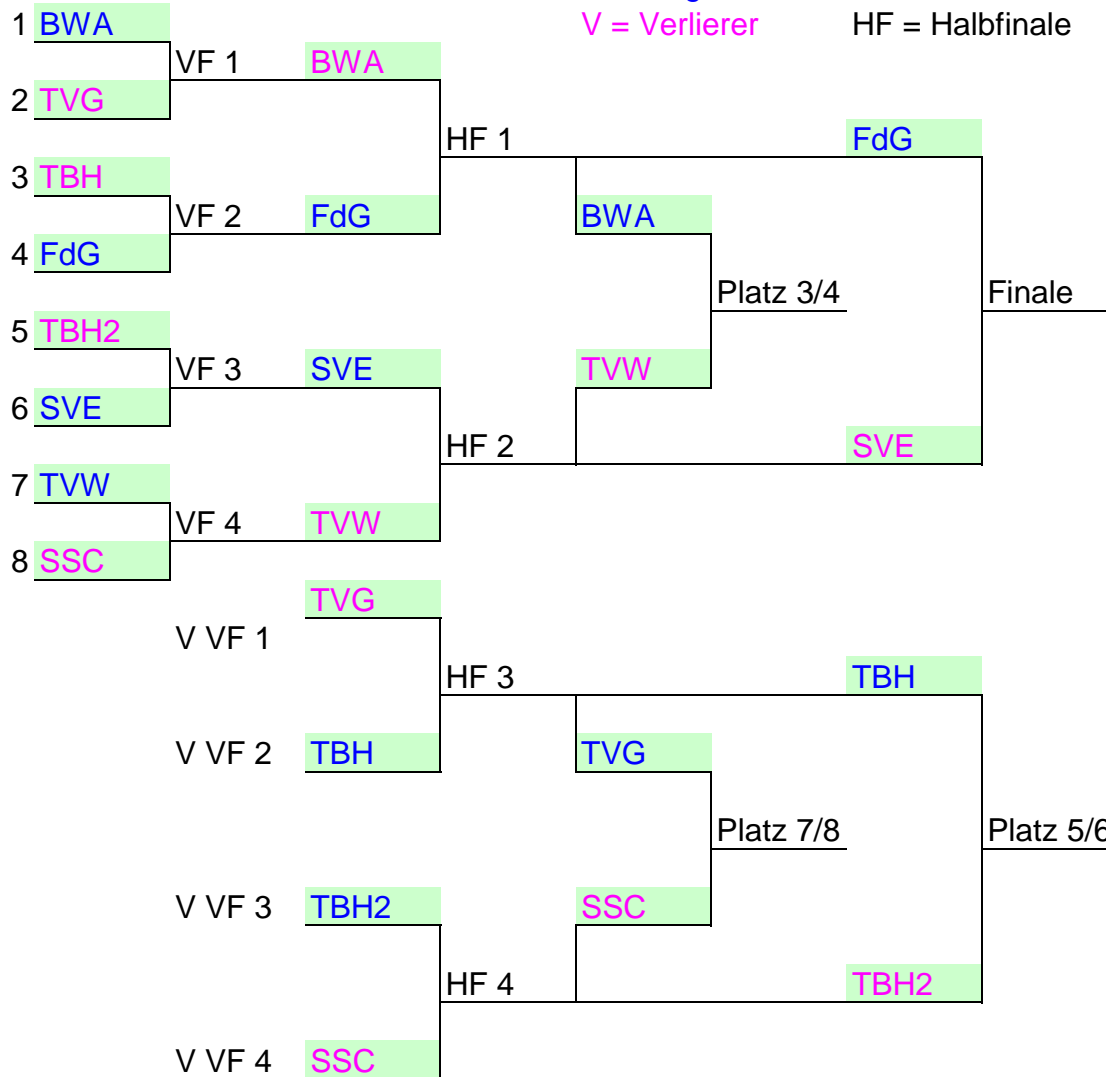 V = Verlierer HF = Halbfinale
1 BWA
VF 1 BWA
2 TVG
HF 1 FdG
3 TBH
VF 2 FdG BWA
4 FdG
Platz 3/4 Finale
5 TBH2
VF 3 SVE TVW
6 SVE
HF 2 SVE
7 TVW
VF 4 TVW
8 SSC
TVG
V VF 1
HF 3 TBH
V VF 2 TBH TVG
Platz 7/8 Platz 5/6
V VF 3 TBH2 SSC
HF 4 TBH2
V VF 4 SSC